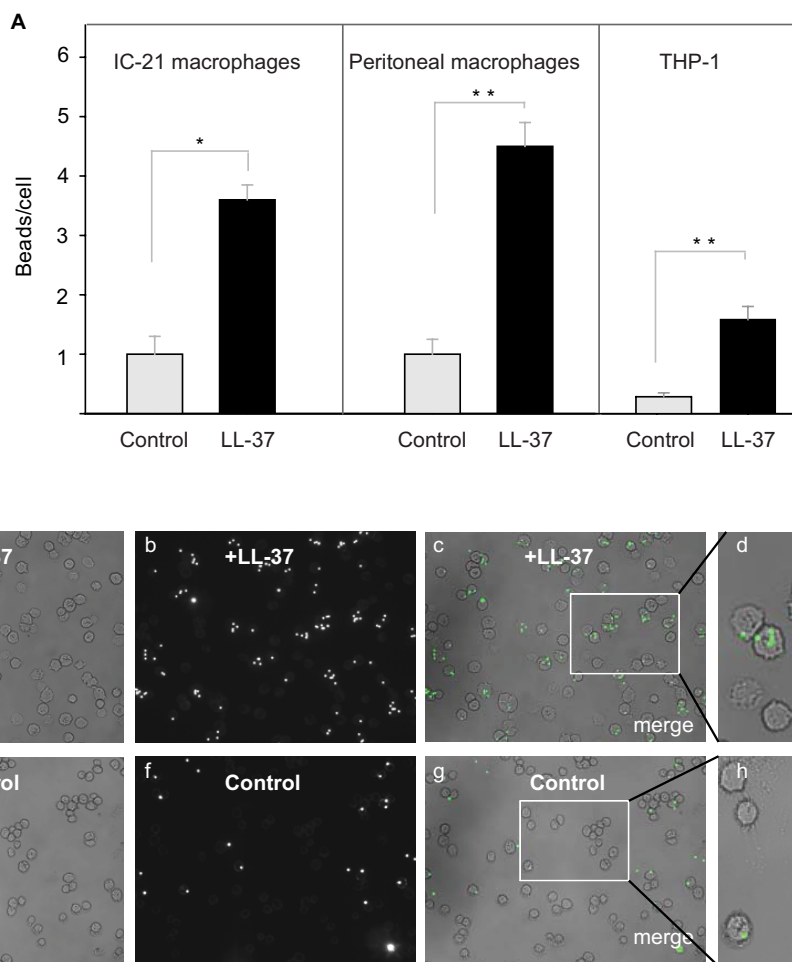 A
IC-21 macrophages
Peritoneal macrophages
THP-1
6
5
4
3
2
1
Beads/cell
*
* *
* *
Control
LL-37
Control
LL-37
Control
LL-37
b
+LL-37
c
+LL-37
merge
d
f
Control
g
Control
merge
h